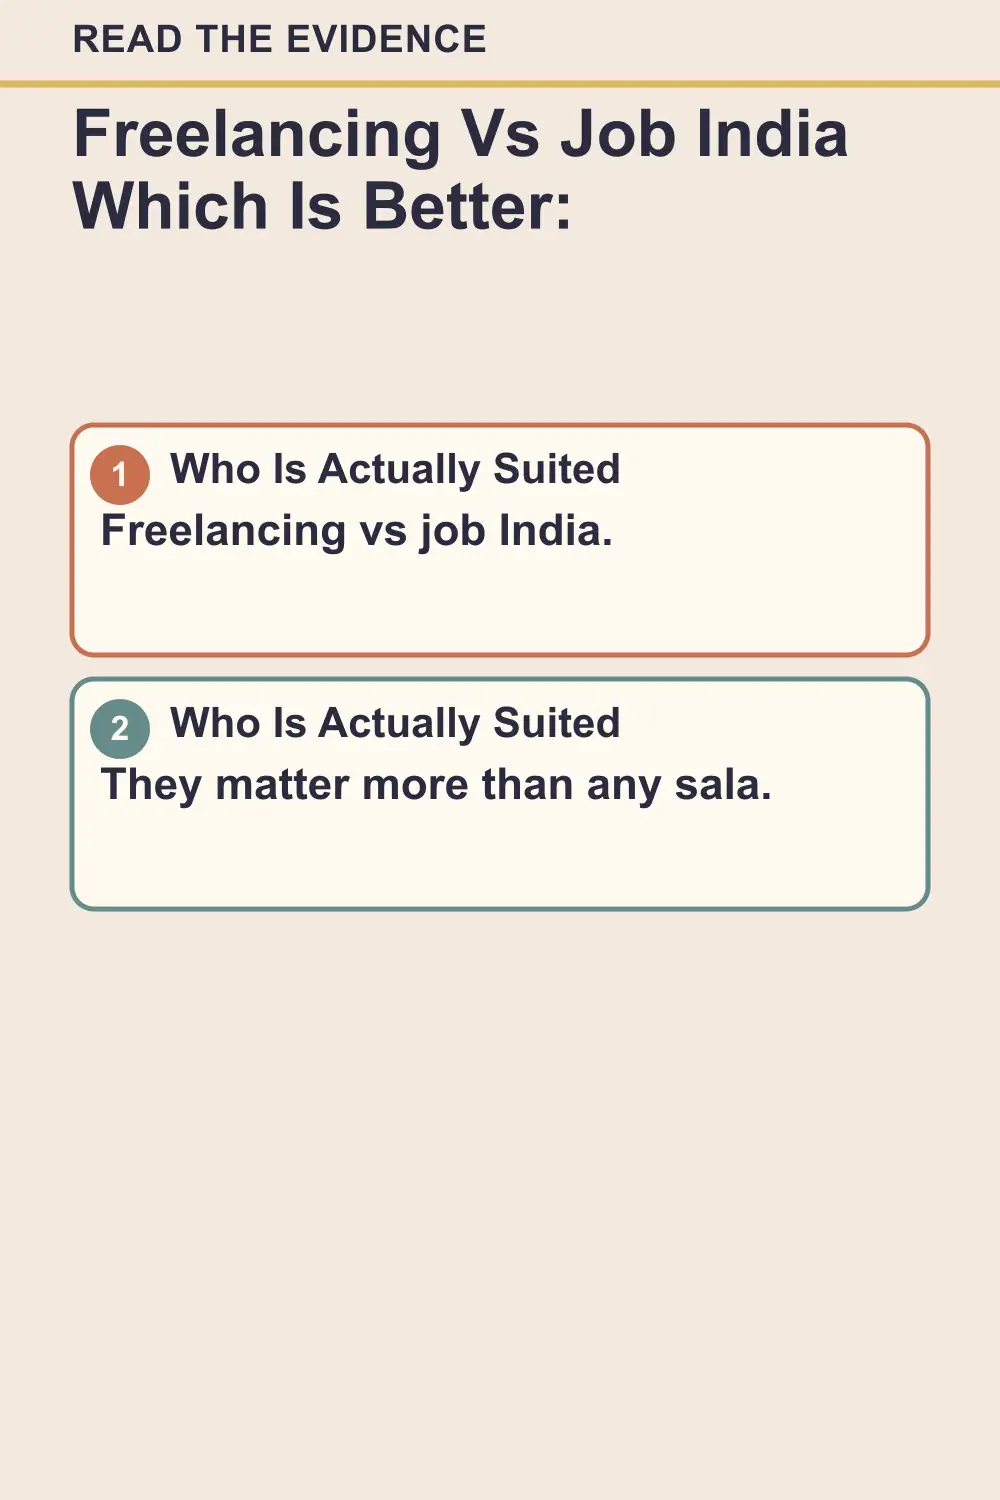 READ THE EVIDENCE
Freelancing Vs Job India
Which Is Better:
1 Who Is Actually Suited
Freelancing vs job India.
2 Who Is Actually Suited
They matter more than any sala.